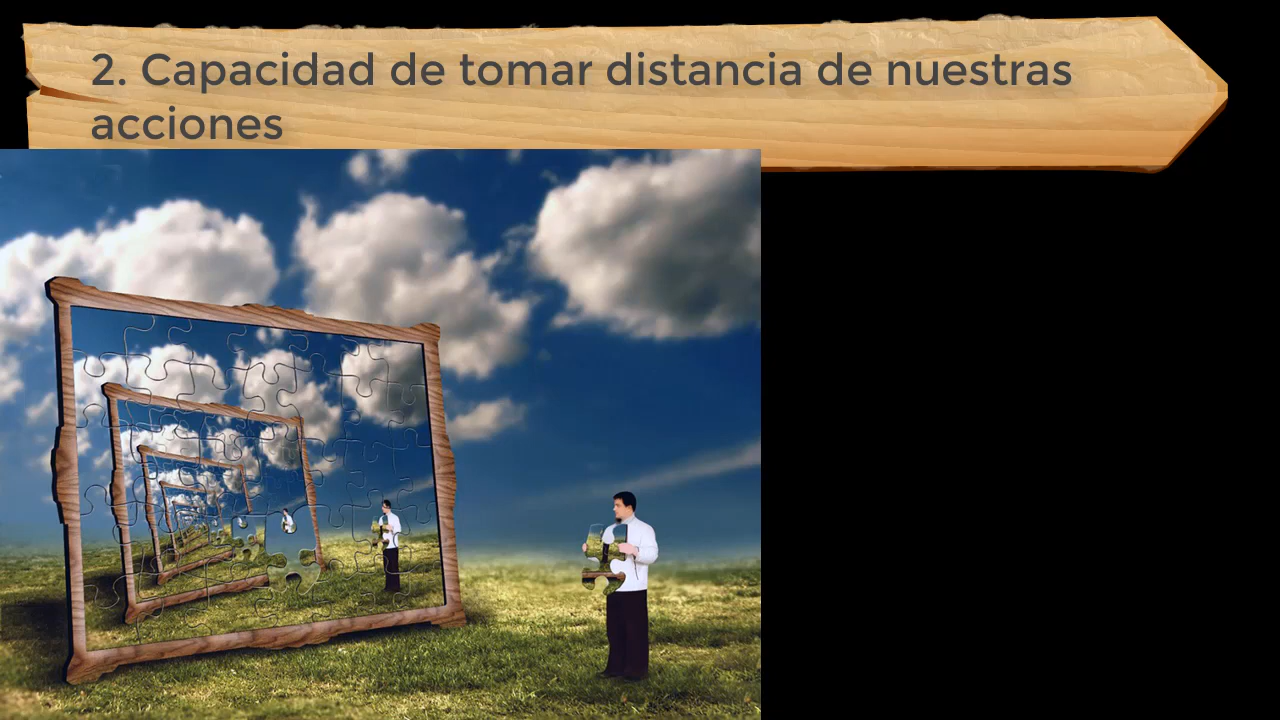 2. Capacidad de tomar distancia de nuestras
acciones